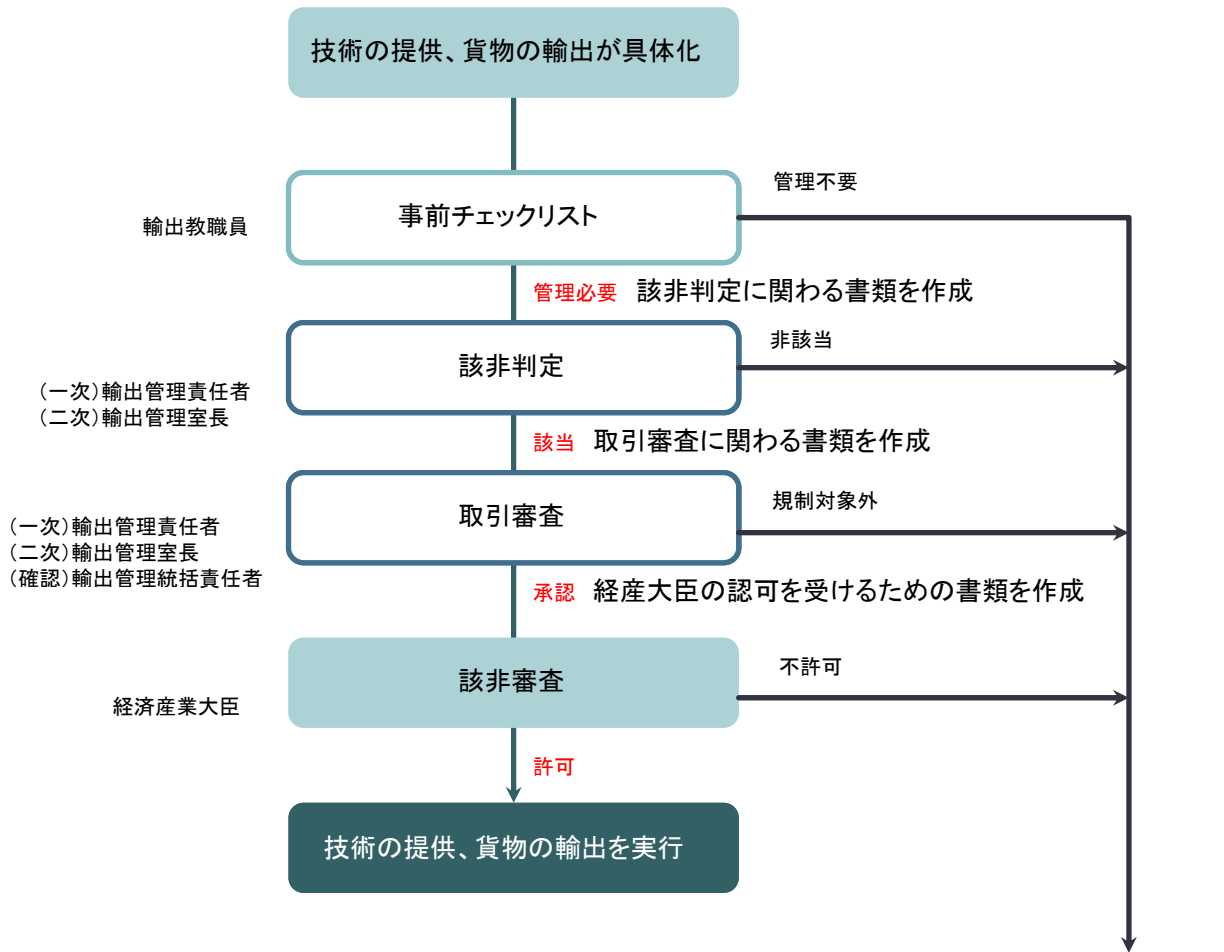 技術の提供、貨物の輸出が具体化
管理不要
事前チェックリスト
輸出教職員
管理必要 該非判定に関わる書類を作成
非該当
該非判定
(一次)輸出管理責任者
(二次)輸出管理室長
該当 取引審査に関わる書類を作成
規制対象外
取引審査
(一次)輸出管理責任者
(二次)輸出管理室長
(確認)輸出管理統括責任者
承認 経産大臣の認可を受けるための書類を作成
不許可
該非審査
経済産業大臣
許可
技術の提供、貨物の輸出を実行